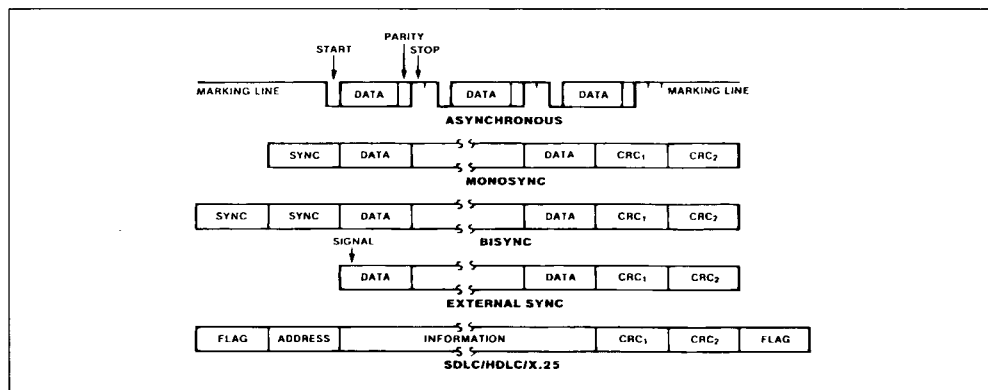 PARITY
START STOP
MARKING LINE DATA DATA DATA MARKING LINE
ASYNCHRONOUS
SYNC DATA DATA CRC₁ CRC₂
MONOSYNC
SYNC SYNC DATA DATA CRC₁ CRC₂
BISYNC
SIGNAL
DATA DATA CRC₁ CRC₂
EXTERNAL SYNC
FLAG ADDRESS INFORMATION CRC₁ CRC₂ FLAG
SDLC/HDLC/X.25